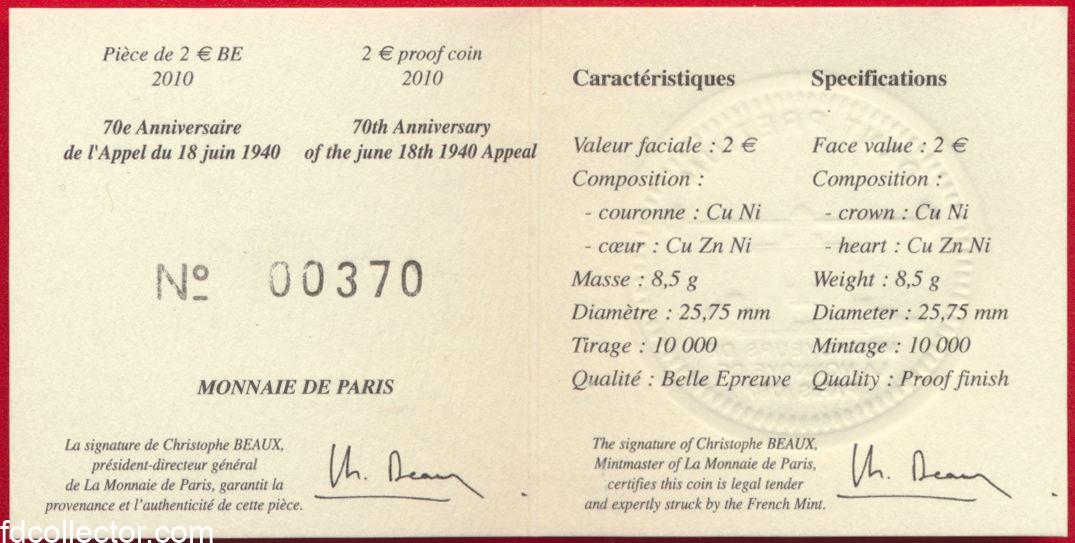 Pièce de 2 € BE
2010
70e Anniversaire
de l'Appel du 18 juin 1940
2 € proof coin
2010
70th Anniversary
of the june 18th 1940 Appeal
Nº 00370
MONNAIE DE PARIS
La signature de Christophe BEAUX,
président-directeur général
de La Monnaie de Paris, garantit la
provenance et l'authenticité de cette pièce.
Ch. Beaux
Caractéristiques
Valeur faciale : 2 €
Composition :
- couronne : Cu Ni
- cœur : Cu Zn Ni
Masse : 8,5 g
Diamètre : 25,75 mm
Tirage : 10 000
Qualité : Belle Epreuve
Specifications
Face value : 2 €
Composition :
- crown : Cu Ni
- heart : Cu Zn Ni
Weight : 8,5 g
Diameter : 25,75 mm
Mintage : 10 000
Quality : Proof finish
The signature of Christophe BEAUX,
Mintmaster of La Monnaie de Paris,
certifies this coin is legal tender
and expertly struck by the French Mint.
Ch. Beaux
fdcollector.com